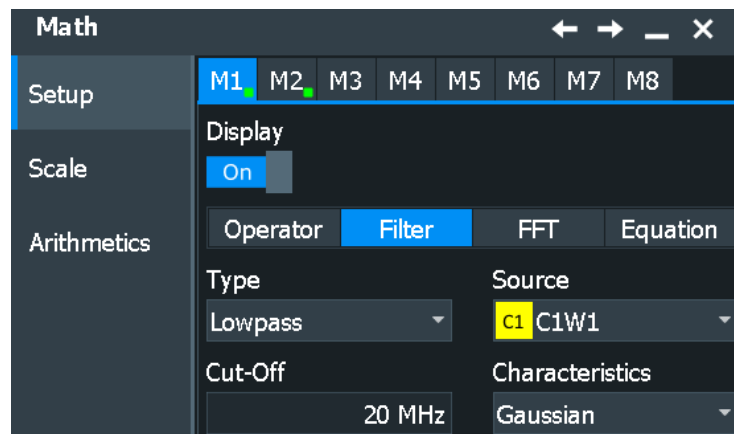 Math
Setup
Scale
Arithmetics
M1 M2 M3 M4 M5 M6 M7 M8
Display
On
Operator Filter FFT Equation
Type Source
Lowpass C1 C1W1
Cut-Off Characteristics
20 MHz Gaussian